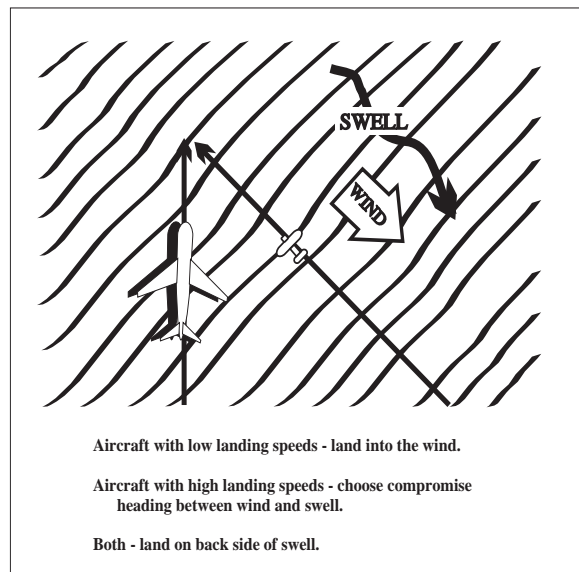 SWELL
WIND
Aircraft with low landing speeds - land into the wind.
Aircraft with high landing speeds - choose compromise
heading between wind and swell.
Both - land on back side of swell.